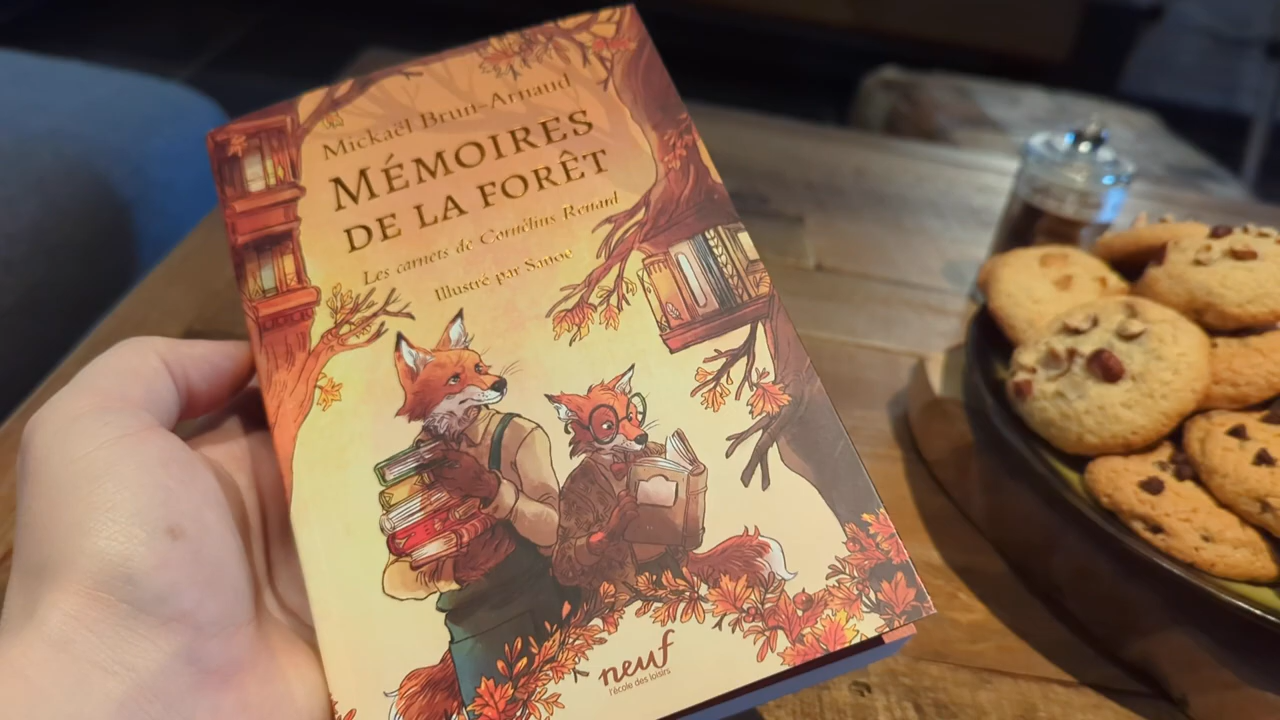 Mickaël Brun-Arnaud
MÉMOIRES
DE LA FORÊT
Les carnets de Cornélius Renard
Illustré par Sanoe
neuf
l'école des loisirs